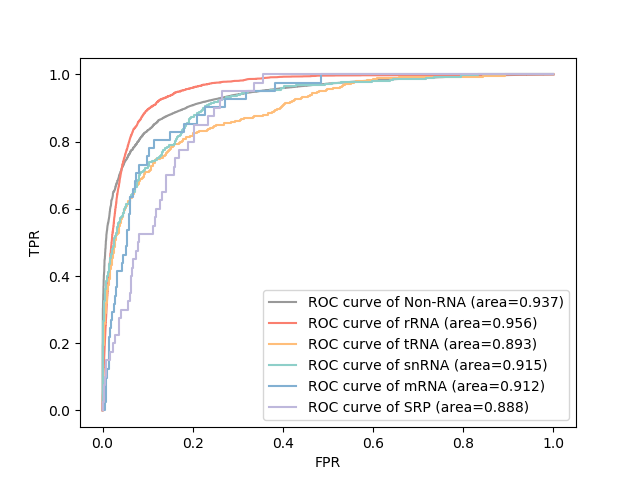 1.0
0.8
0.6
0.4
0.2
0.0
TPR
0.0 0.2 0.4 0.6 0.8 1.0
FPR
ROC curve of Non-RNA (area=0.937)
ROC curve of rRNA (area=0.956)
ROC curve of tRNA (area=0.893)
ROC curve of snRNA (area=0.915)
ROC curve of mRNA (area=0.912)
ROC curve of SRP (area=0.888)